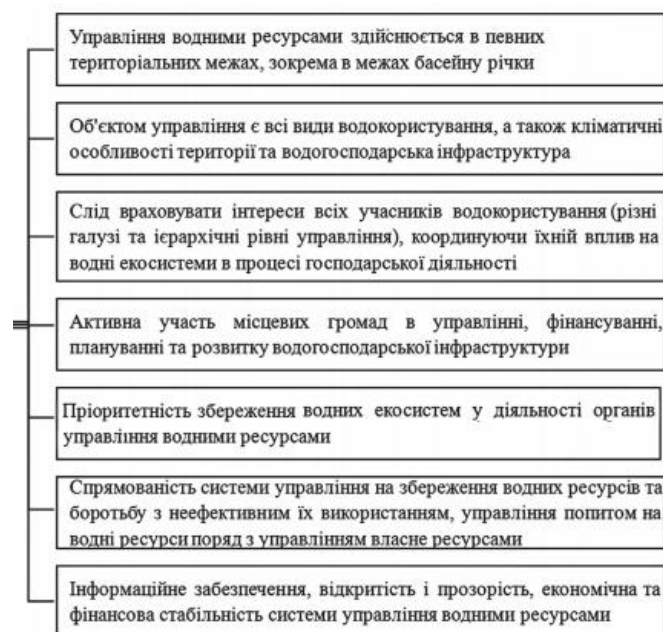 Управління водними ресурсами здійснюється в певних
територіальних межах, зокрема в межах басейну річки
Об'єктом управління є всі види водокористування, а також кліматичні
особливості території та водогосподарська інфраструктура
Слід враховувати інтереси всіх учасників водокористування (різні
галузі та ієрархічні рівні управління), координуючи їхній вплив на
водні екосистеми в процесі господарської діяльності
Активна участь місцевих громад в управлінні, фінансуванні,
плануванні та розвитку водогосподарської інфраструктури
Пріоритетність збереження водних екосистем у діяльності органів
управління водними ресурсами
Спрямованість системи управління на збереження водних ресурсів та
боротьбу з неефективним їх використанням, управління попитом на
водні ресурси поряд з управлінням власне ресурсами
Інформаційне забезпечення, відкритість і прозорість, економічна та
фінансова стабільність системи управління водними ресурсами